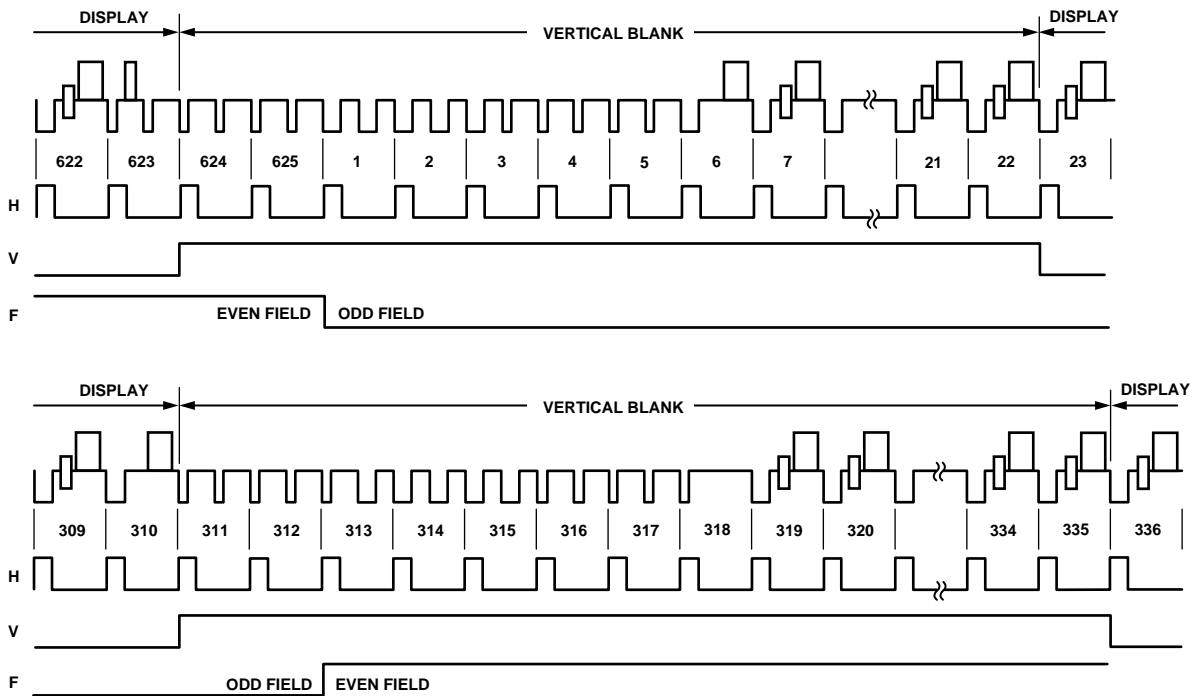 DISPLAY VERTICAL BLANK DISPLAY
622 623 624 625 1 2 3 4 5 6 7 21 22 23
H
V
F EVEN FIELD ODD FIELD
DISPLAY VERTICAL BLANK DISPLAY
309 310 311 312 313 314 315 316 317 318 319 320 334 335 336
H
V
F ODD FIELD EVEN FIELD